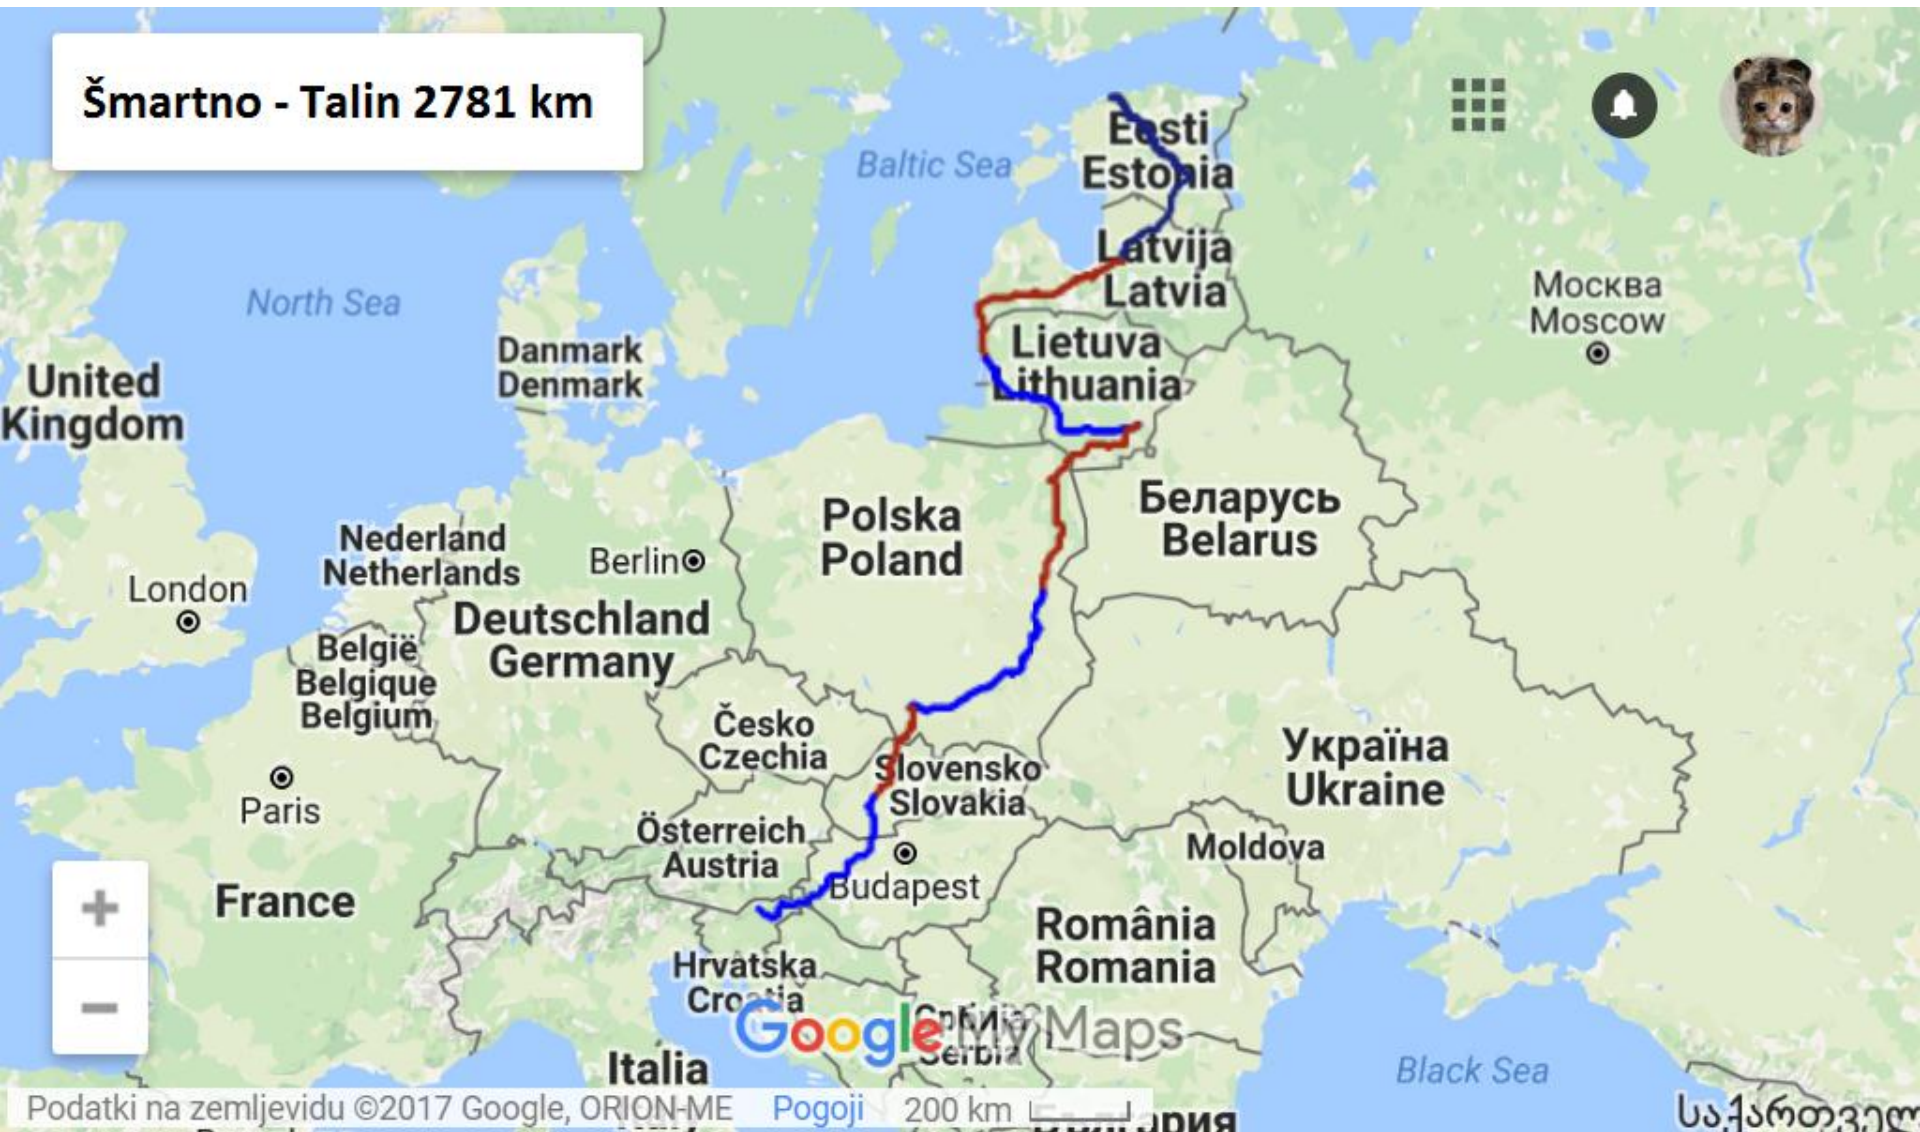 Šmartno - Talin 2781 km
Eesti
Estonia
Baltic Sea
Latvija
Latvia
North Sea
Москва
Moscow
Danmark
Denmark
Lietuva
Lithuania
United
Kingdom
Polska
Poland
Беларусь
Belarus
Nederland
Netherlands
Berlin
London
Deutschland
Germany
België
Belgique
Belgium
Česko
Czechia
Slovensko
Slovakia
Україна
Ukraine
Paris
Österreich
Austria
Moldova
Budapest
France
România
Romania
Hrvatska
Croatia
Србија
Serbia
Google My Maps
Italia
Black Sea
Podatki na zemljevidu ©2017 Google, ORION-ME
Pogoji
200 km